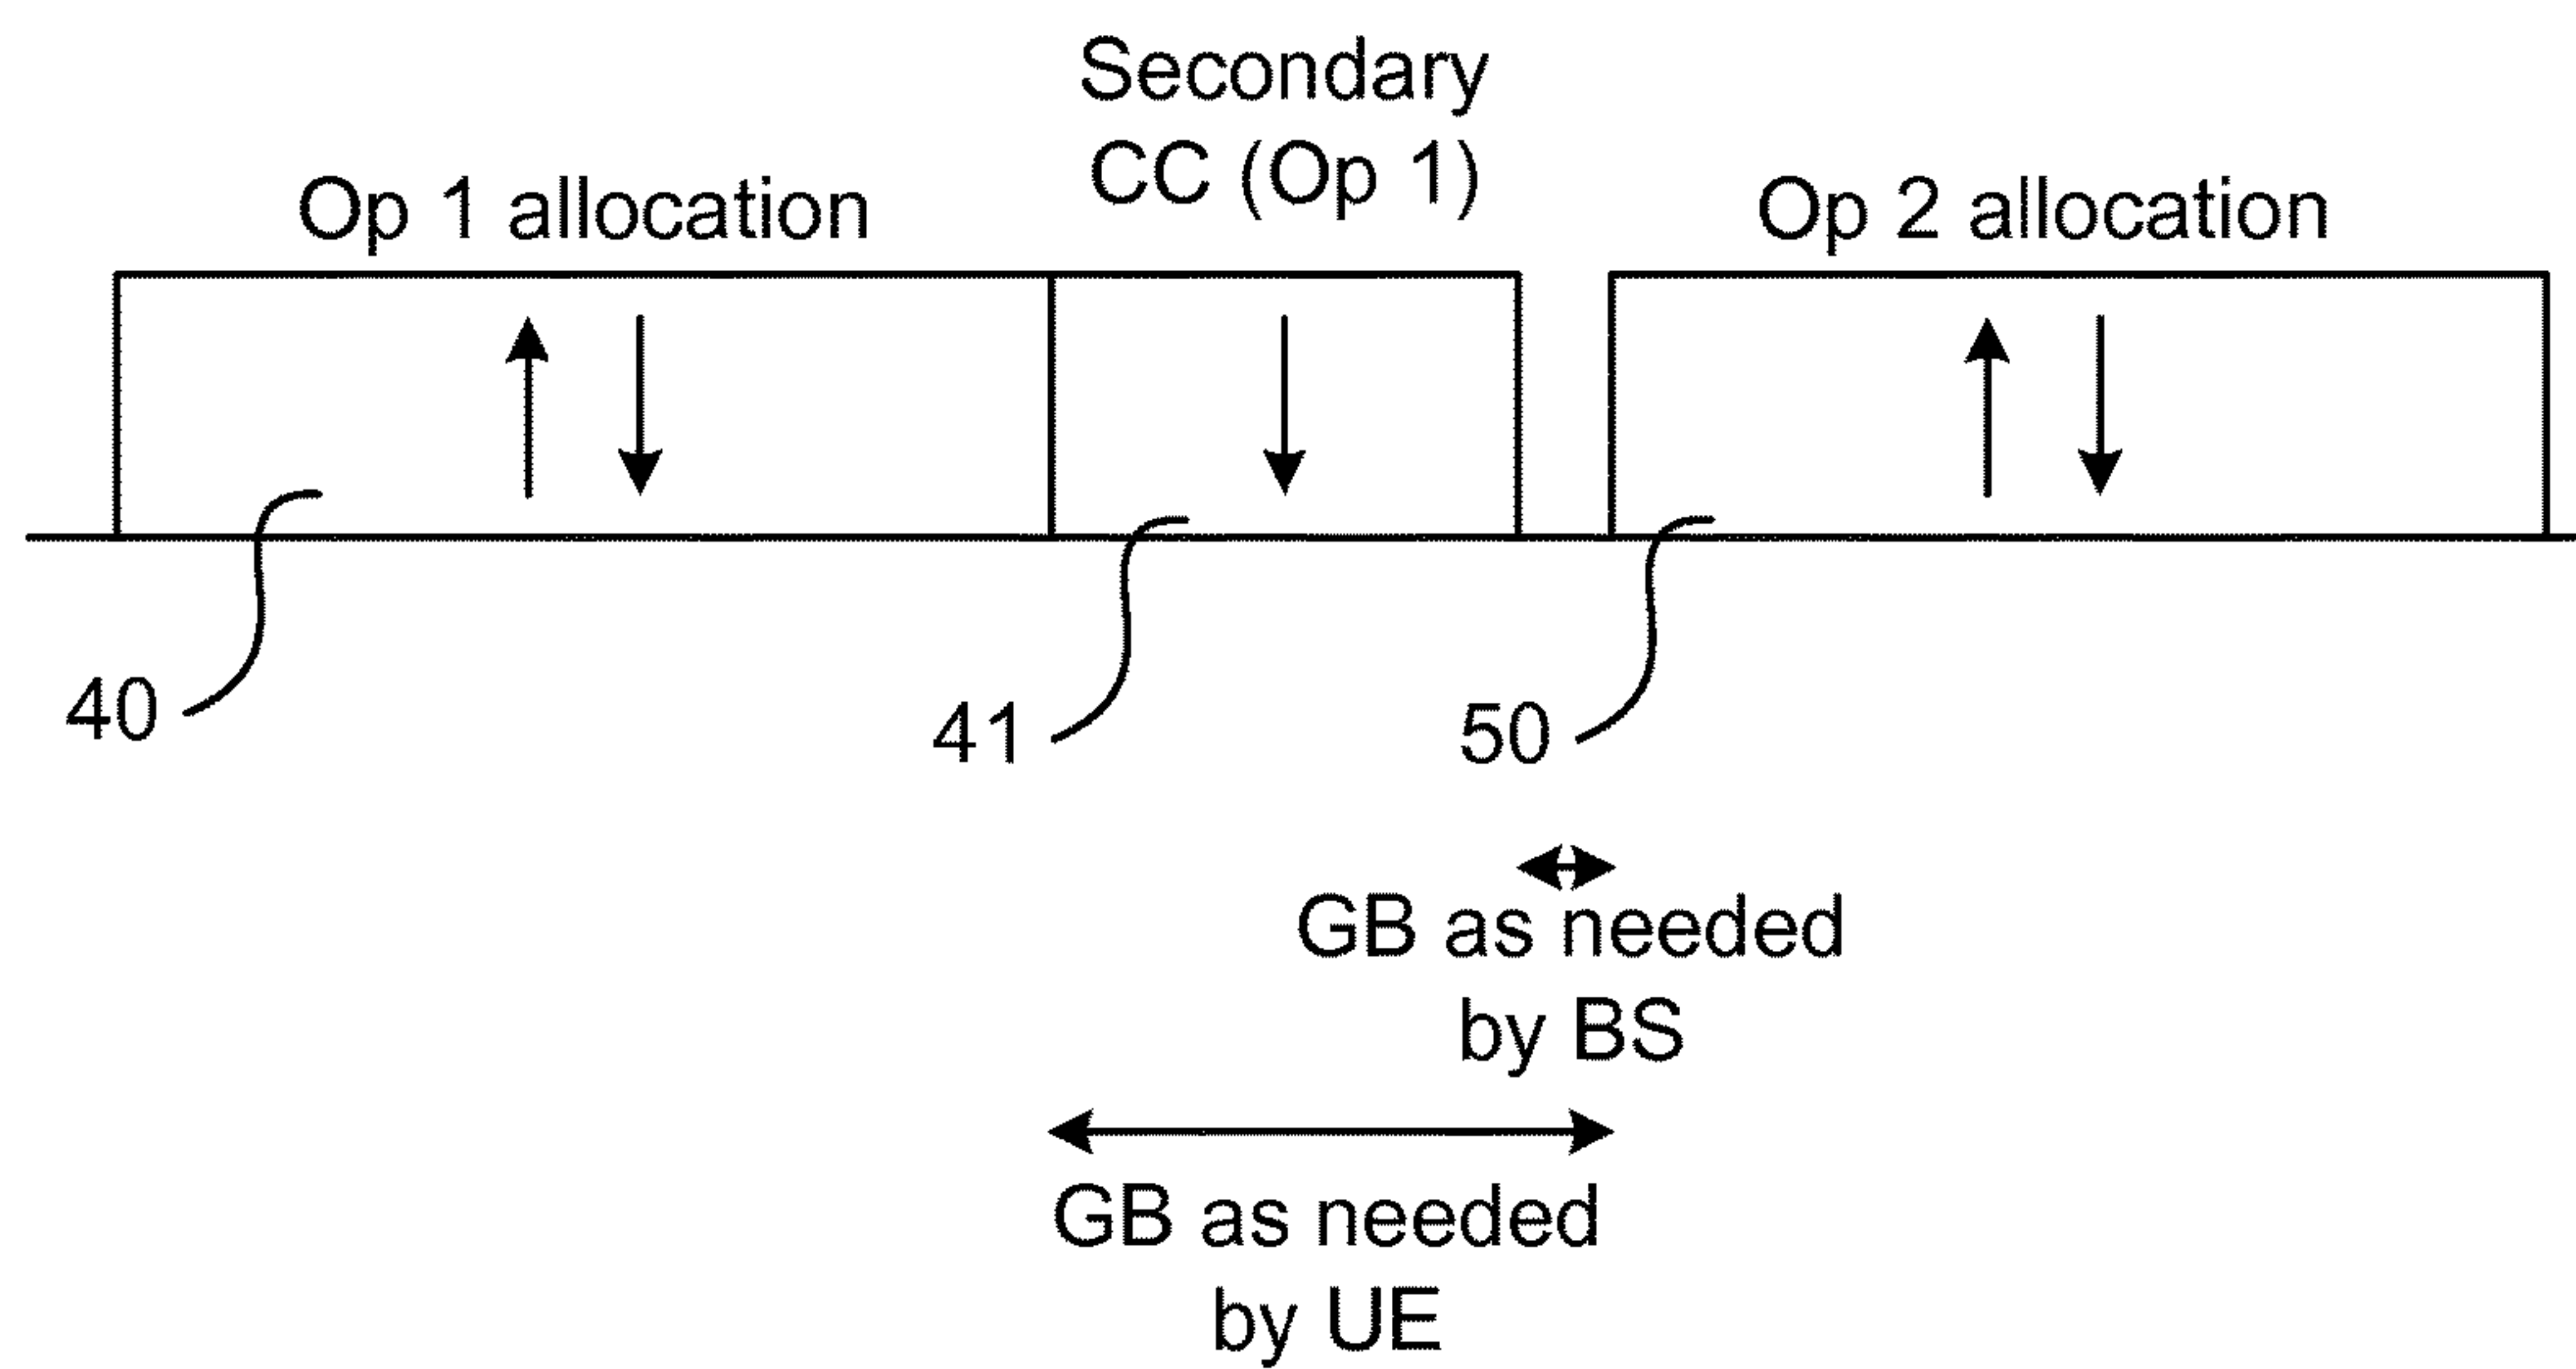 Secondary
CC (Op 1)
Op 1 allocation
Op 2 allocation
40
41
50
GB as needed
by BS
GB as needed
by UE